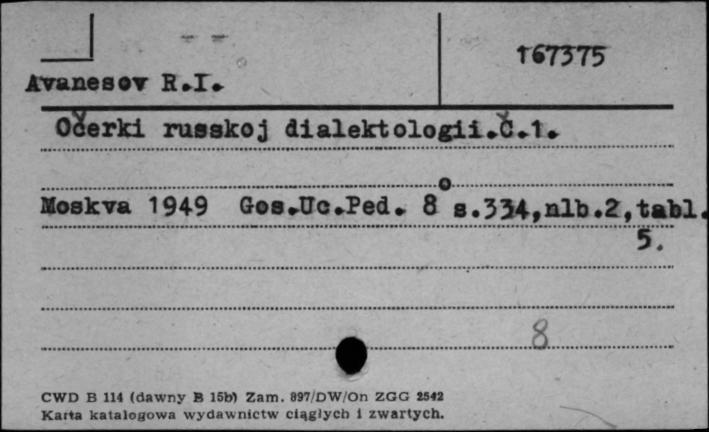 167375
Avanesov R.I.
Očerki russkoj dialektologii.Č.1.
Moskva 1949 Gos.Uc.Ped. 8° s.334,nlb.2,tabl.
5.
8
CWD B 114 (dawny B 15b) Zam. 897/DW/On ZGG 2542
Karta katalogowa wydawnictw ciągłych i zwartych.